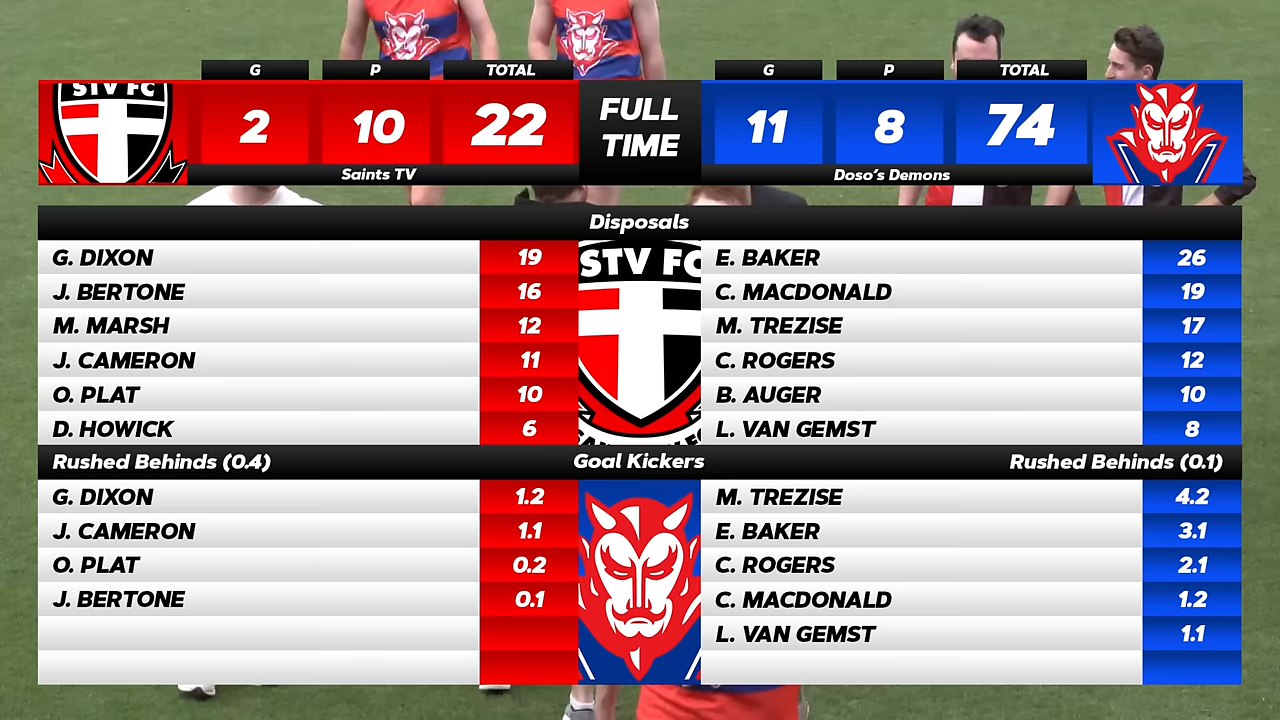 G P TOTAL G P TOTAL
STV FC 2 10 22 FULL TIME 11 8 74
Saints TV Doso's Demons
Disposals
G. DIXON 19 E. BAKER 26
STV FC
J. BERTONE 16 C. MACDONALD 19
M. MARSH 12 M. TREZISE 17
J. CAMERON 11 C. ROGERS 12
O. PLAT 10 B. AUGER 10
D. HOWICK 6 L. VAN GEMST 8
Rushed Behinds (0.4) Goal Kickers Rushed Behinds (0.1)
G. DIXON 1.2 M. TREZISE 4.2
J. CAMERON 1.1 E. BAKER 3.1
O. PLAT 0.2 C. ROGERS 2.1
J. BERTONE 0.1 C. MACDONALD 1.2
L. VAN GEMST 1.1